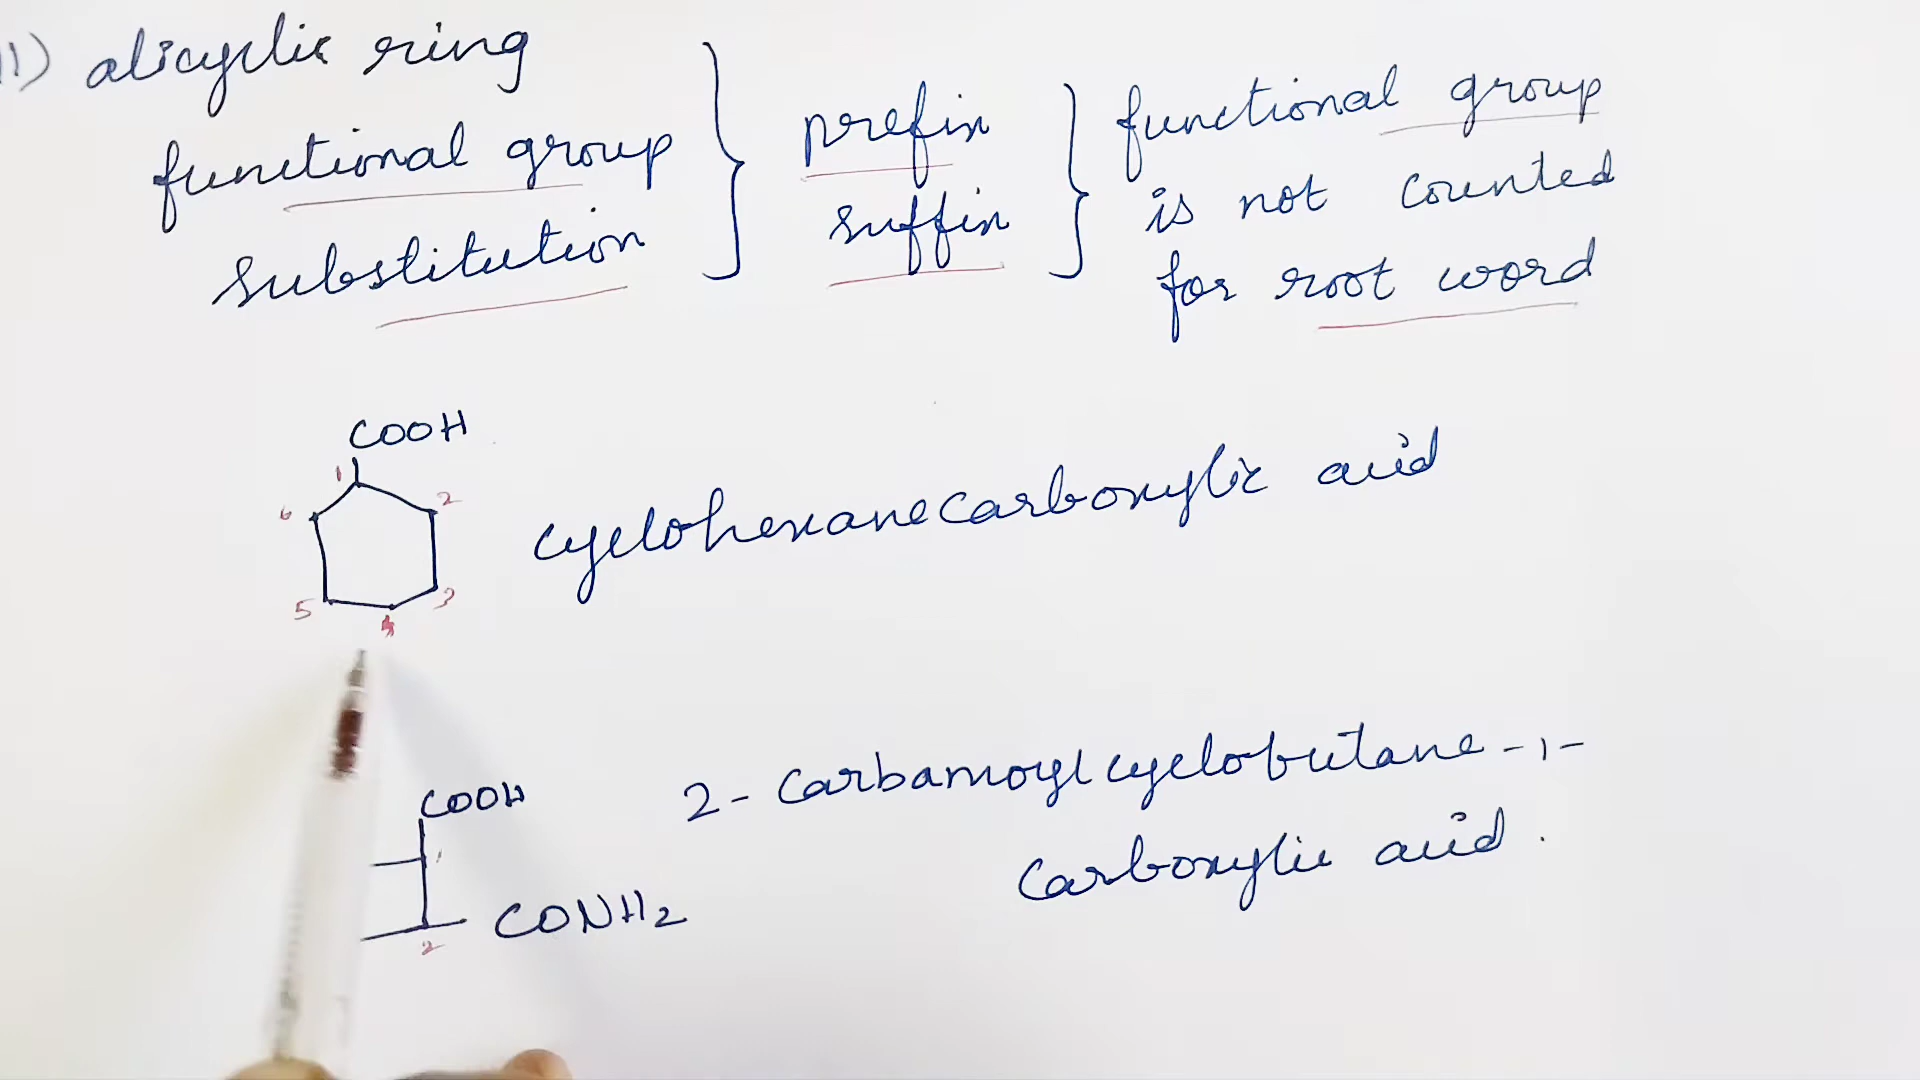 11) alicyclic ring
functional group
substitution
prefix
suffix
functional group
is not counted
for root word
COOH
1
2
6
5
3
4
cyclohexanecarboxylic acid
COOH
1
CONH2
2
2-Carbamoylcyclobutane-1-
Carboxylic acid.